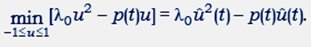 min [λ₀u² − p(t)u] = λ₀û²(t) − p(t)û(t).
−1≤u≤1